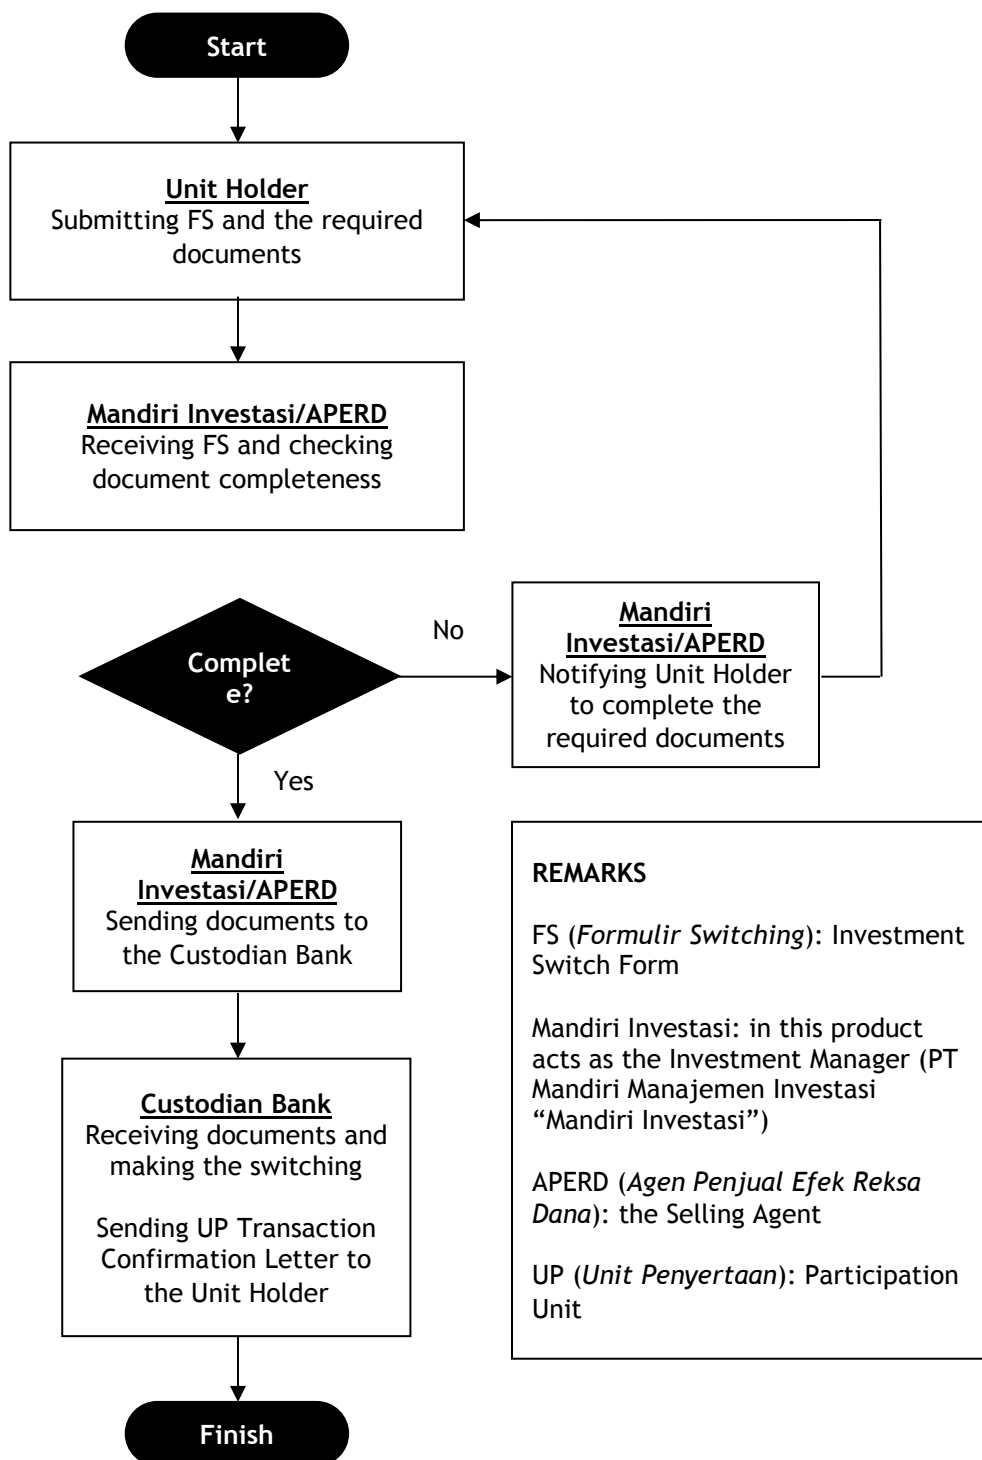 Start
Unit Holder
Submitting FS and the required
documents
Mandiri Investasi/APERD
Receiving FS and checking
document completeness
Complet
e?
No
Mandiri
Investasi/APERD
Notifying Unit Holder
to complete the
required documents
Yes
Mandiri
Investasi/APERD
Sending documents to
the Custodian Bank
Custodian Bank
Receiving documents and
making the switching
Sending UP Transaction
Confirmation Letter to
the Unit Holder
Finish
REMARKS
FS (Formulir Switching): Investment
Switch Form
Mandiri Investasi: in this product
acts as the Investment Manager (PT
Mandiri Manajemen Investasi
“Mandiri Investasi”)
APERD (Agen Penjual Efek Reksa
Dana): the Selling Agent
UP (Unit Penyertaan): Participation
Unit